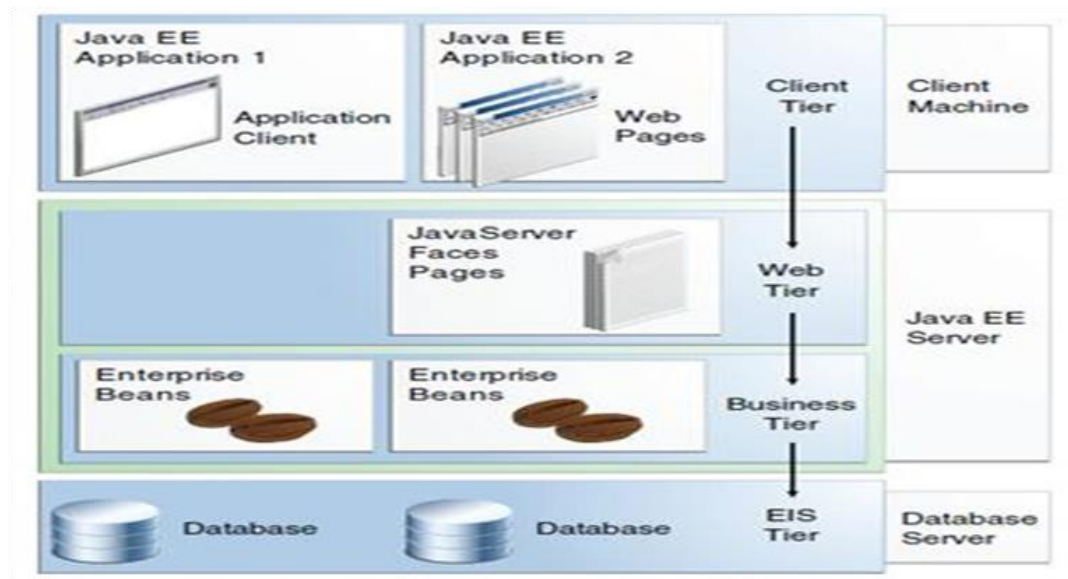 Java EE
Application 1
Application
Client
Java EE
Application 2
Web
Pages
Client
Tier
Client
Machine
JavaServer
Faces
Pages
Web
Tier
Java EE
Server
Enterprise
Beans
Enterprise
Beans
Business
Tier
Database
Database
EIS
Tier
Database
Server